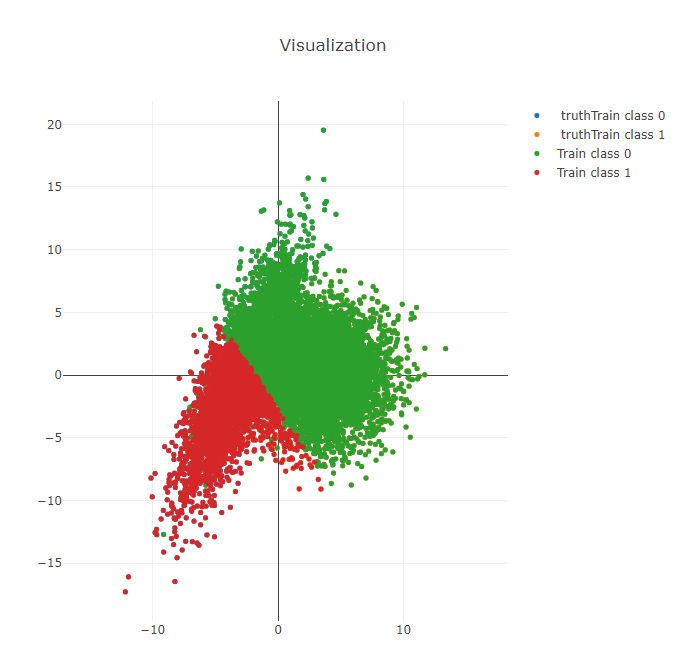 Visualization
truthTrain class 0
truthTrain class 1
Train class 0
Train class 1
20
15
10
5
0
−5
−10
−15
−10
0
10